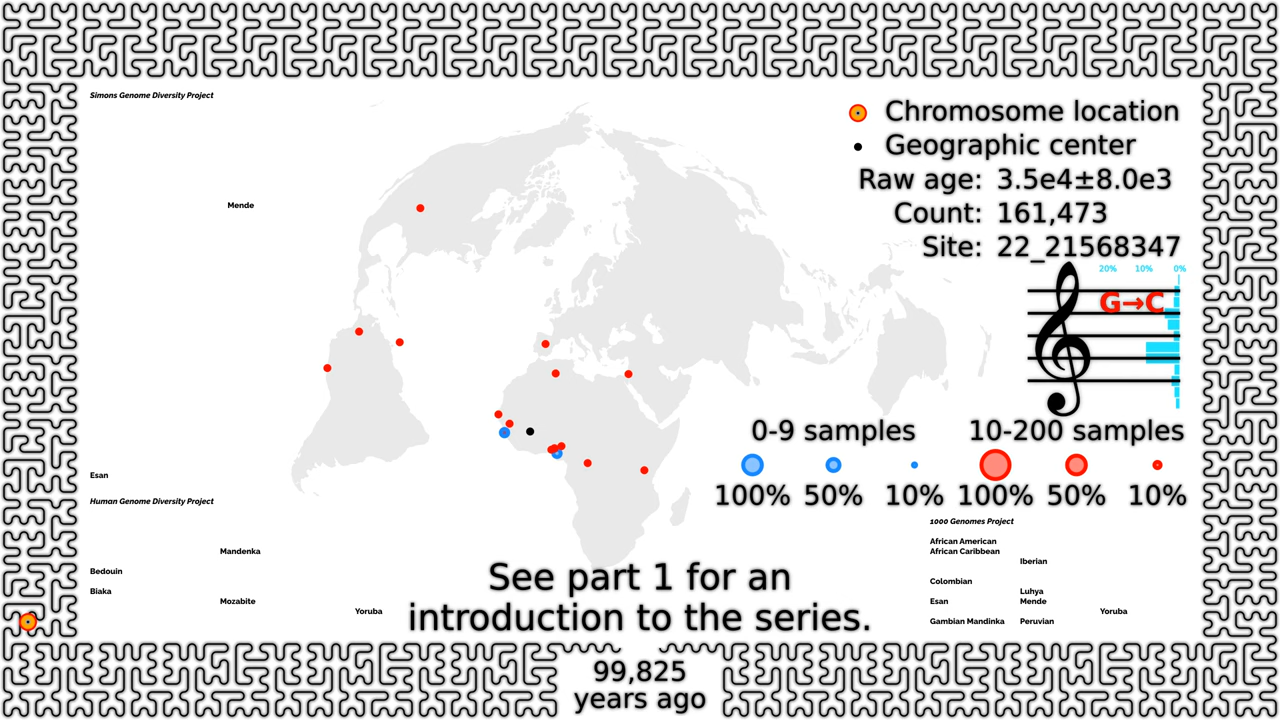 Simons Genome Diversity Project
Mende
Esan
Human Genome Diversity Project
Mandenka
Bedouin
Biaka
Mozabite
Yoruba
Chromosome location
Geographic center
Raw age: 3.5e4±8.0e3
Count: 161,473
Site: 22_21568347
20% 10% 0%
G→C
0-9 samples 10-200 samples
100% 50% 10% 100% 50% 10%
1000 Genomes Project
African American
African Caribbean
Iberian
Colombian
Luhya
Esan Mende Yoruba
Gambian Mandinka Peruvian
See part 1 for an
introduction to the series.
99,825
years ago